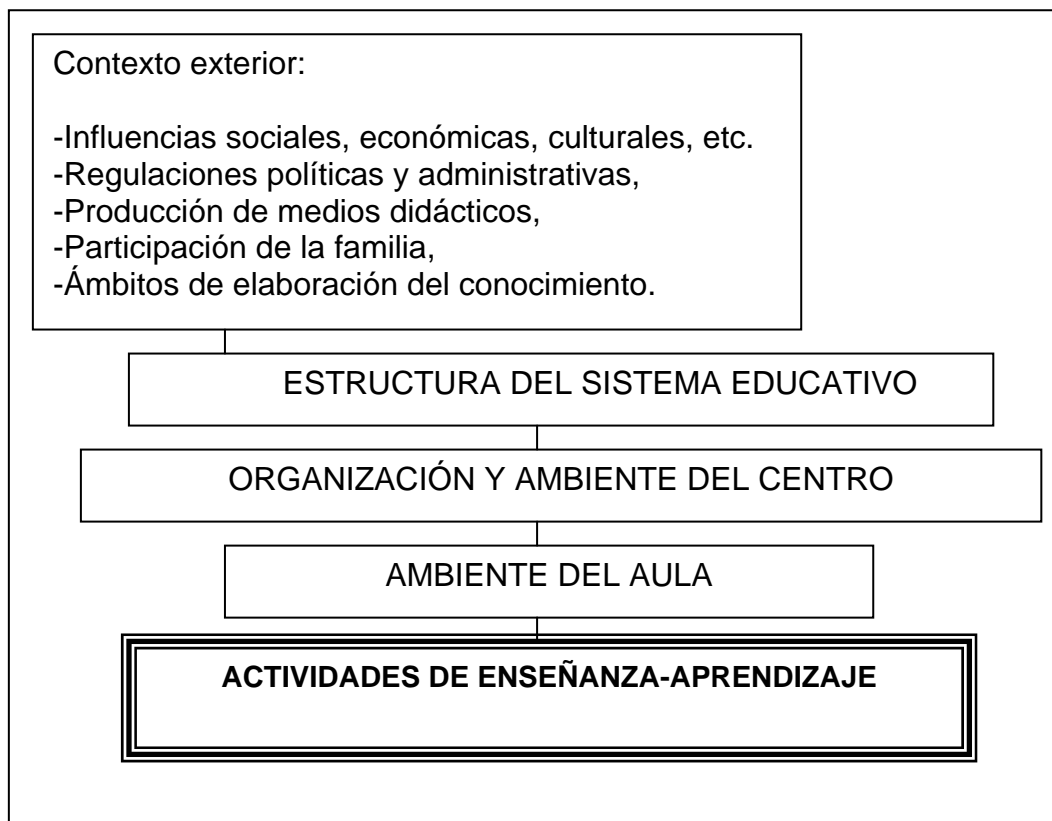 Contexto exterior:
-Influencias sociales, económicas, culturales, etc.
-Regulaciones políticas y administrativas,
-Producción de medios didácticos,
-Participación de la familia,
-Ámbitos de elaboración del conocimiento.
ESTRUCTURA DEL SISTEMA EDUCATIVO
ORGANIZACIÓN Y AMBIENTE DEL CENTRO
AMBIENTE DEL AULA
ACTIVIDADES DE ENSEÑANZA-APRENDIZAJE